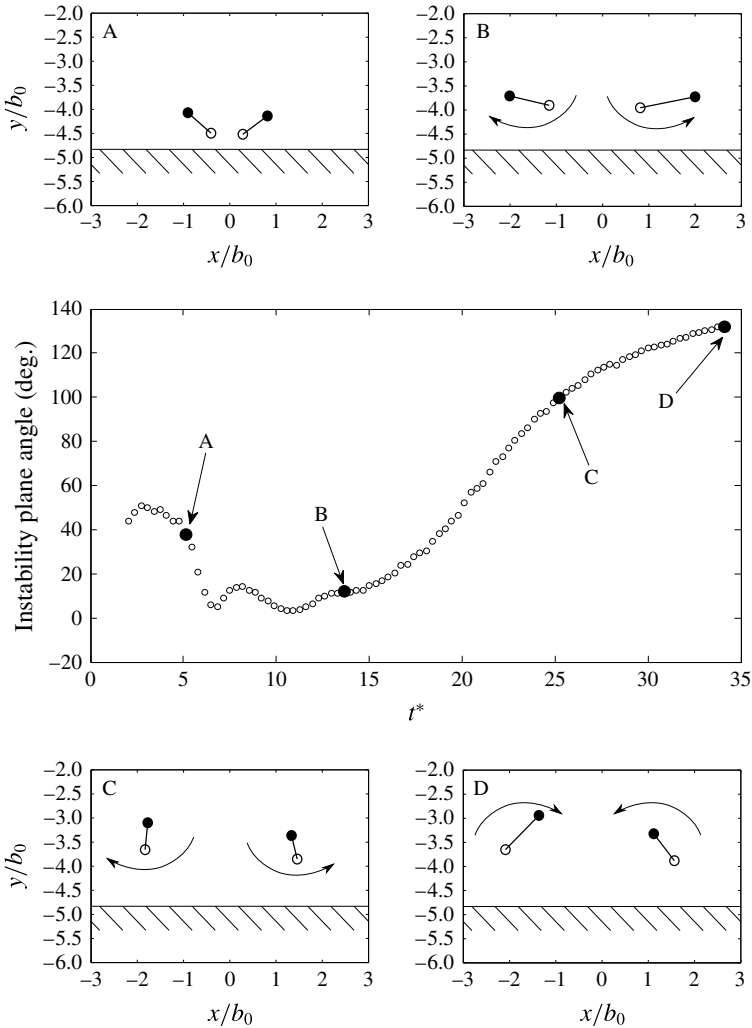 A
B
−2.0
−2.5
−3.0
−3.5
−4.0
−4.5
−5.0
−5.5
−6.0
y/b0
−3 −2 −1 0 1 2 3
x/b0
−2.0
−2.5
−3.0
−3.5
−4.0
−4.5
−5.0
−5.5
−6.0
−3 −2 −1 0 1 2 3
x/b0
140
120
100
80
60
40
20
0
−20
Instability plane angle (deg.)
A
B
C
D
0 5 10 15 20 25 30 35
t*
C
D
−2.0
−2.5
−3.0
−3.5
−4.0
−4.5
−5.0
−5.5
−6.0
y/b0
−3 −2 −1 0 1 2 3
x/b0
−2.0
−2.5
−3.0
−3.5
−4.0
−4.5
−5.0
−5.5
−6.0
−3 −2 −1 0 1 2 3
x/b0